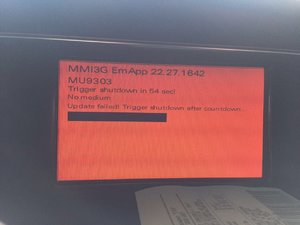 MMI3G EmApp 22.27.1642
MU9303
Trigger shutdown in 54 sec!
No medium
Update failed! Trigger shutdown after countdown...